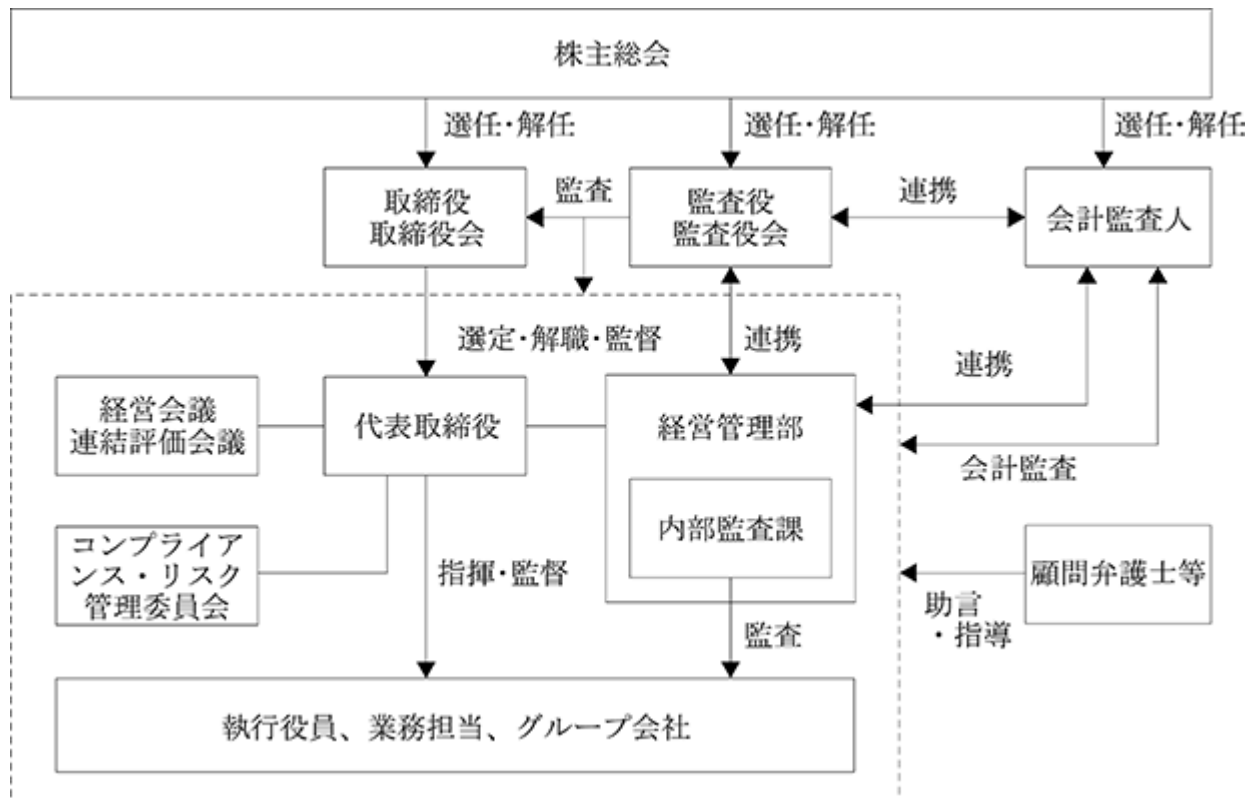 株主総会
選任・解任
選任・解任
選任・解任
取締役
取締役会
監査
監査役
監査役会
連携
会計監査人
選定・解職・監督
連携
連携
経営会議
連結評価会議
代表取締役
経営管理部
会計監査
内部監査課
コンプライア
ンス・リスク
管理委員会
指揮・監督
顧問弁護士等
助言
・指導
監査
執行役員、業務担当、グループ会社